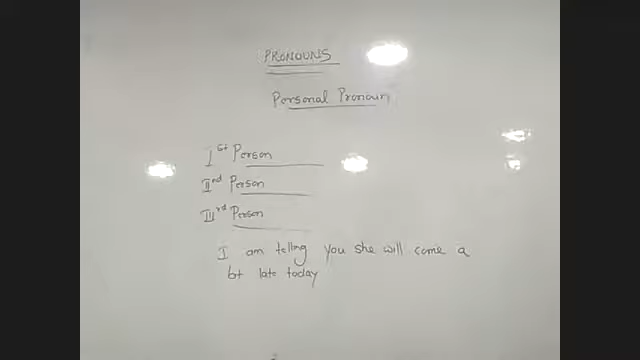 PRONOUNS
Personal Pronoun
Ist Person
IInd Person
IIIrd Person
I am telling you she will come a
bit late today